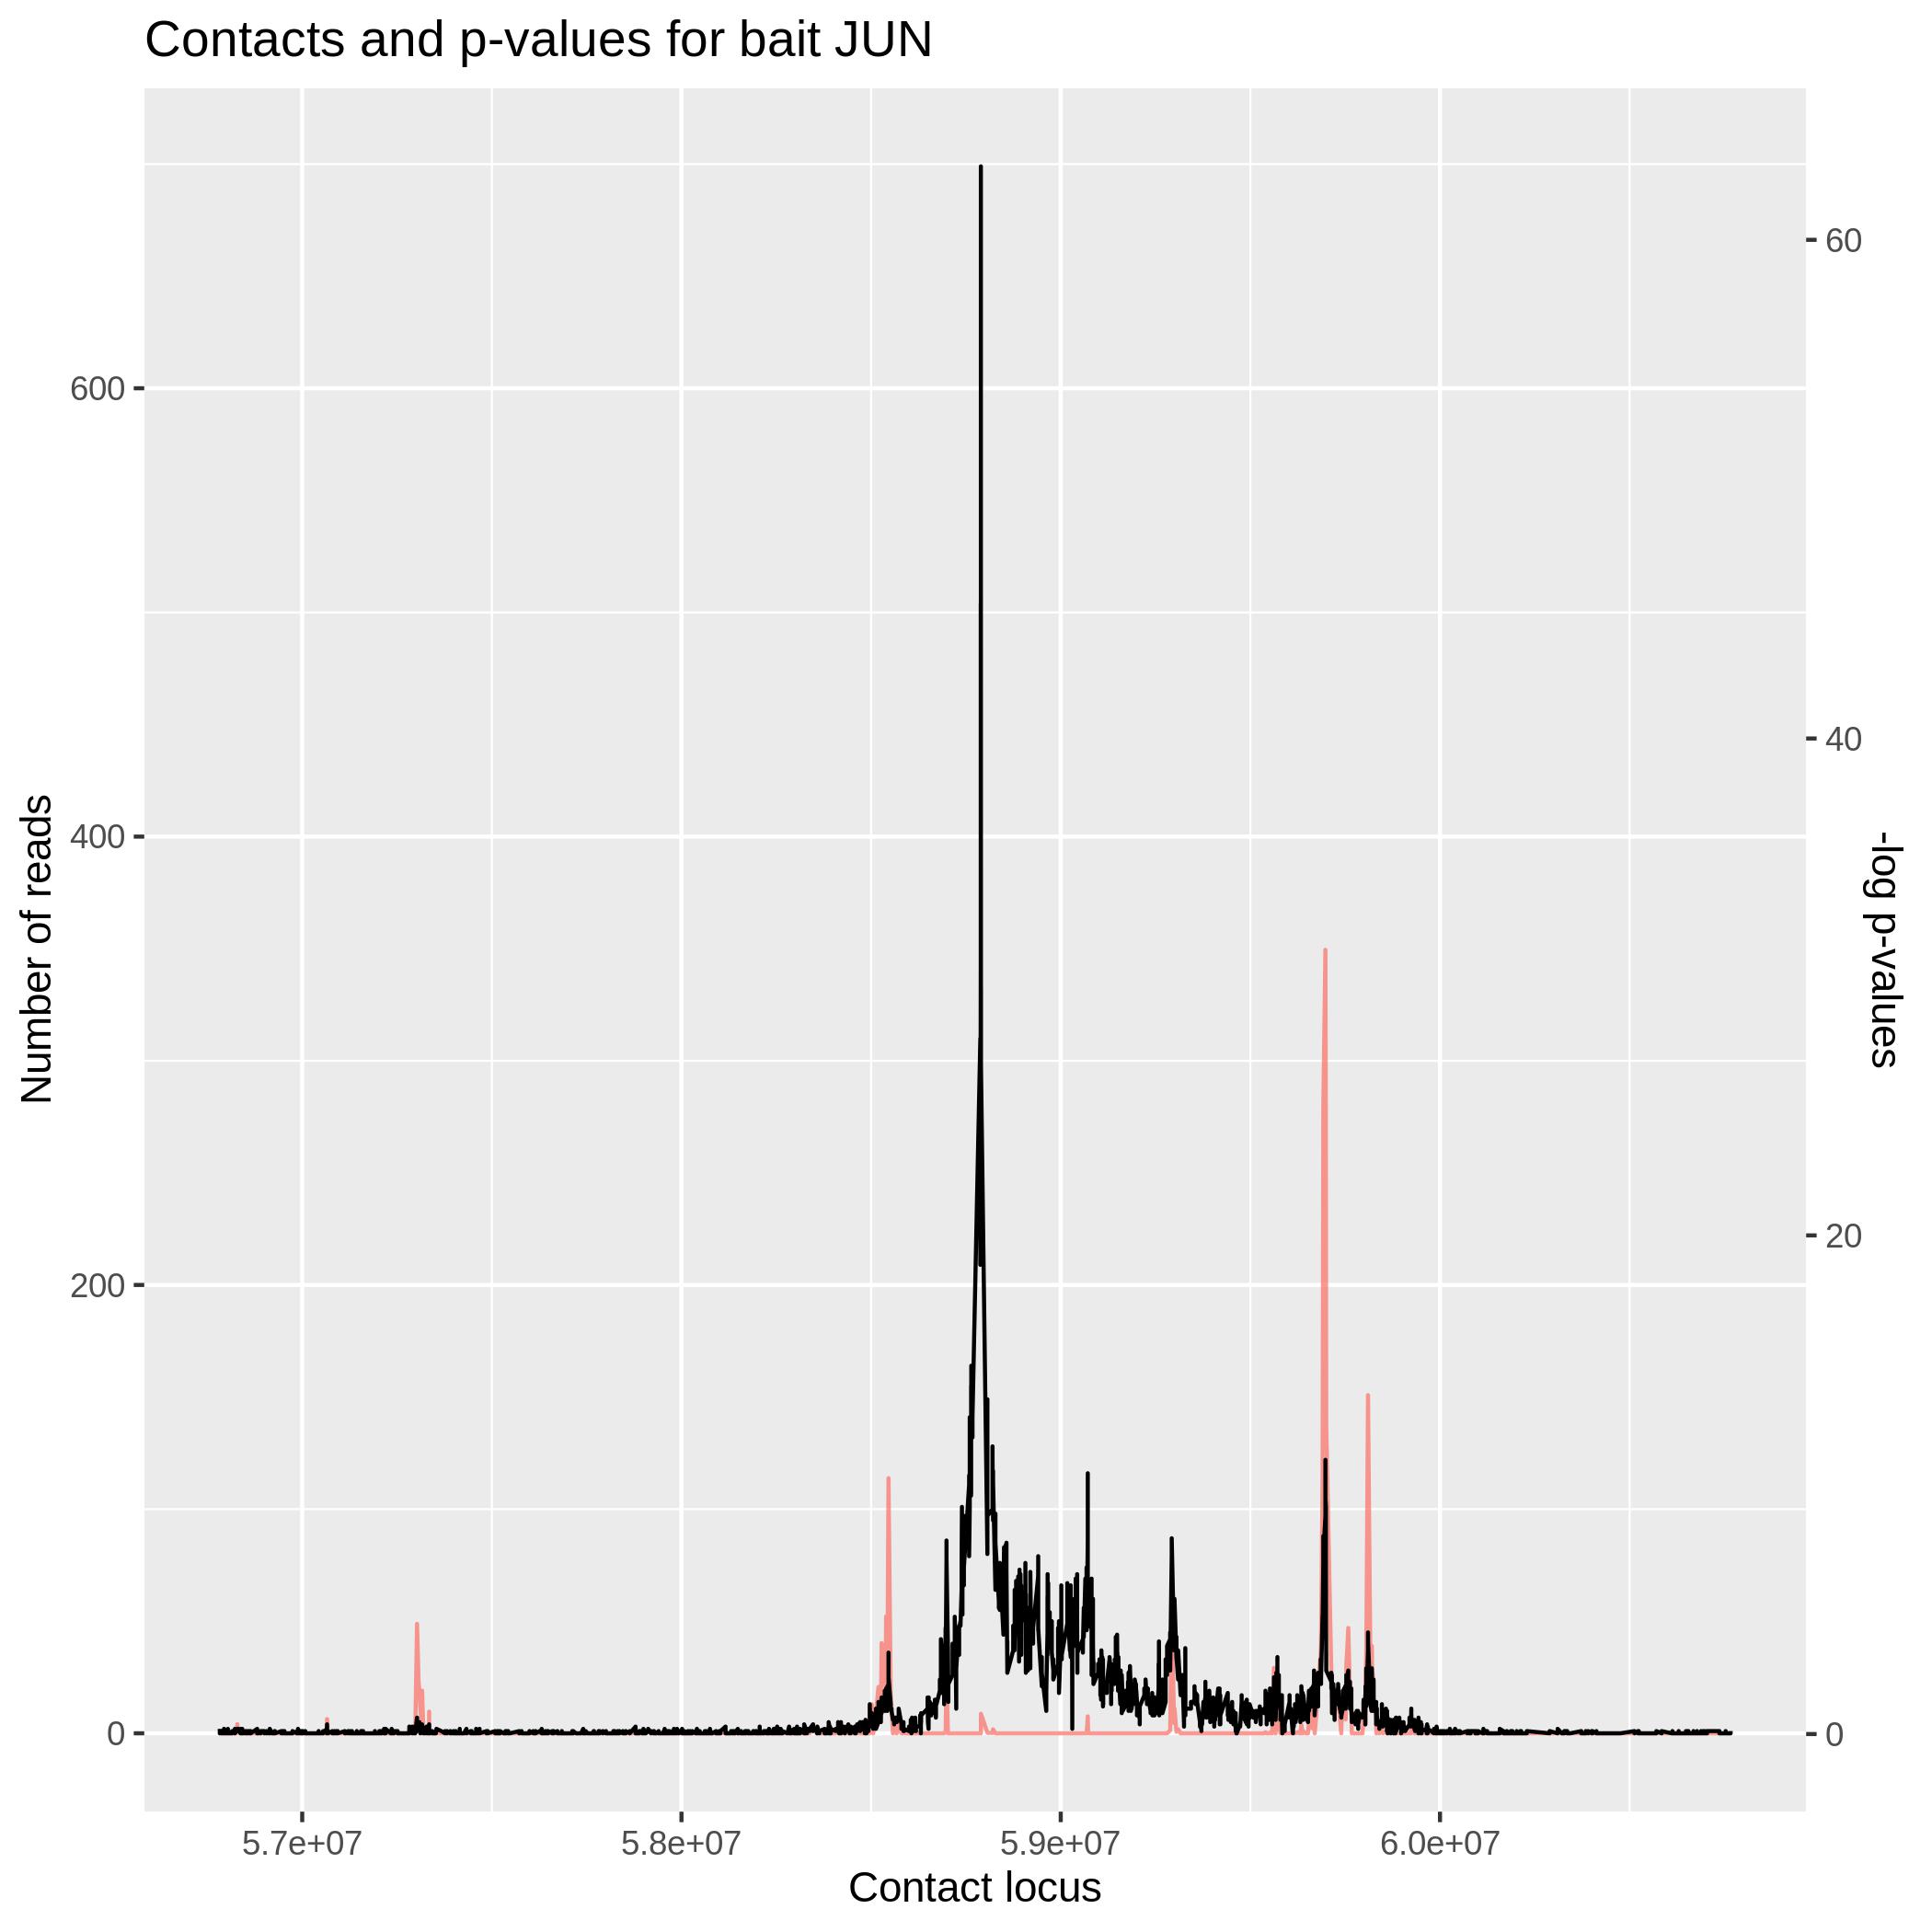 Contacts and p-values for bait JUN
Number of reads
600
400
200
0
60
40
20
0
-log p-values
5.7e+07
5.8e+07
5.9e+07
6.0e+07
Contact locus